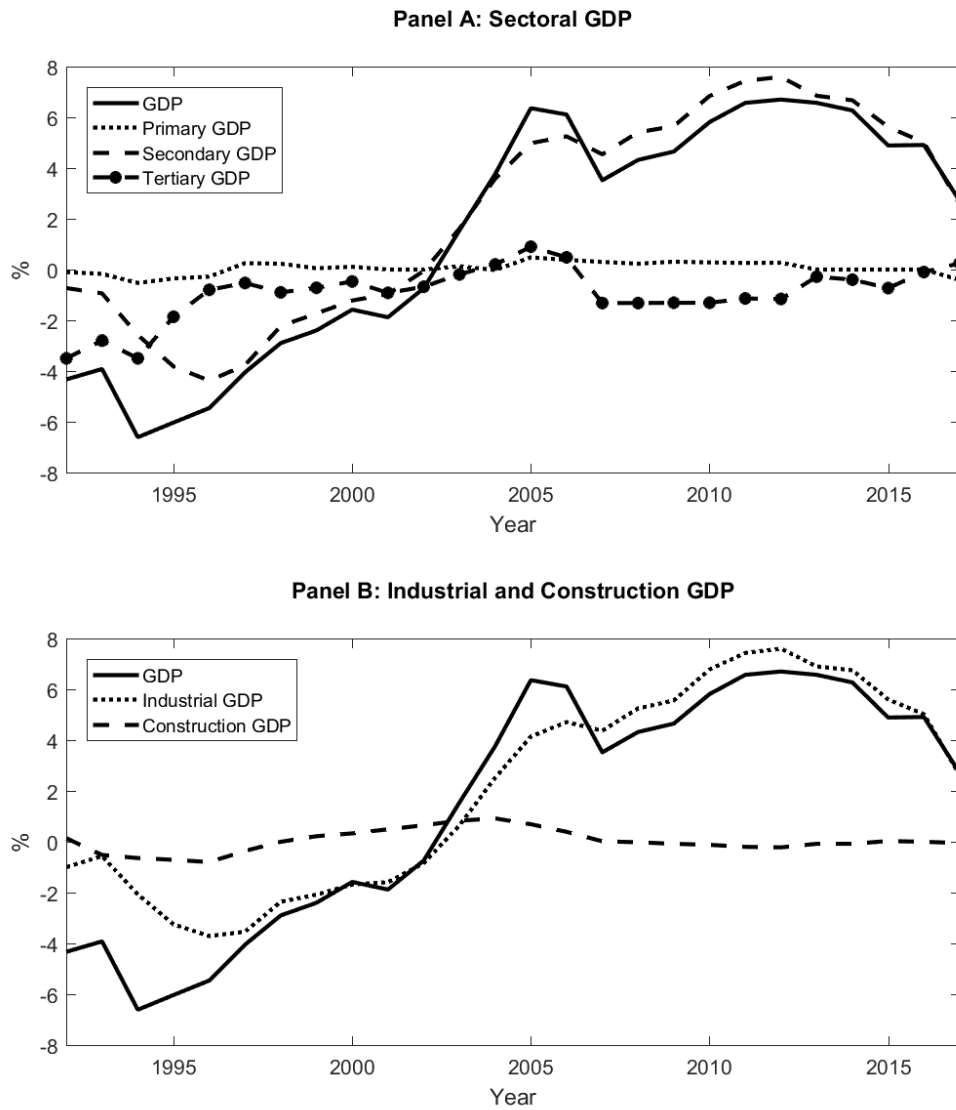 Panel A: Sectoral GDP
8
6
4
2
0
-2
-4
-6
-8
%
GDP
Primary GDP
Secondary GDP
Tertiary GDP
1995
2000
2005
2010
2015
Year
Panel B: Industrial and Construction GDP
8
6
4
2
0
-2
-4
-6
-8
%
GDP
Industrial GDP
Construction GDP
1995
2000
2005
2010
2015
Year